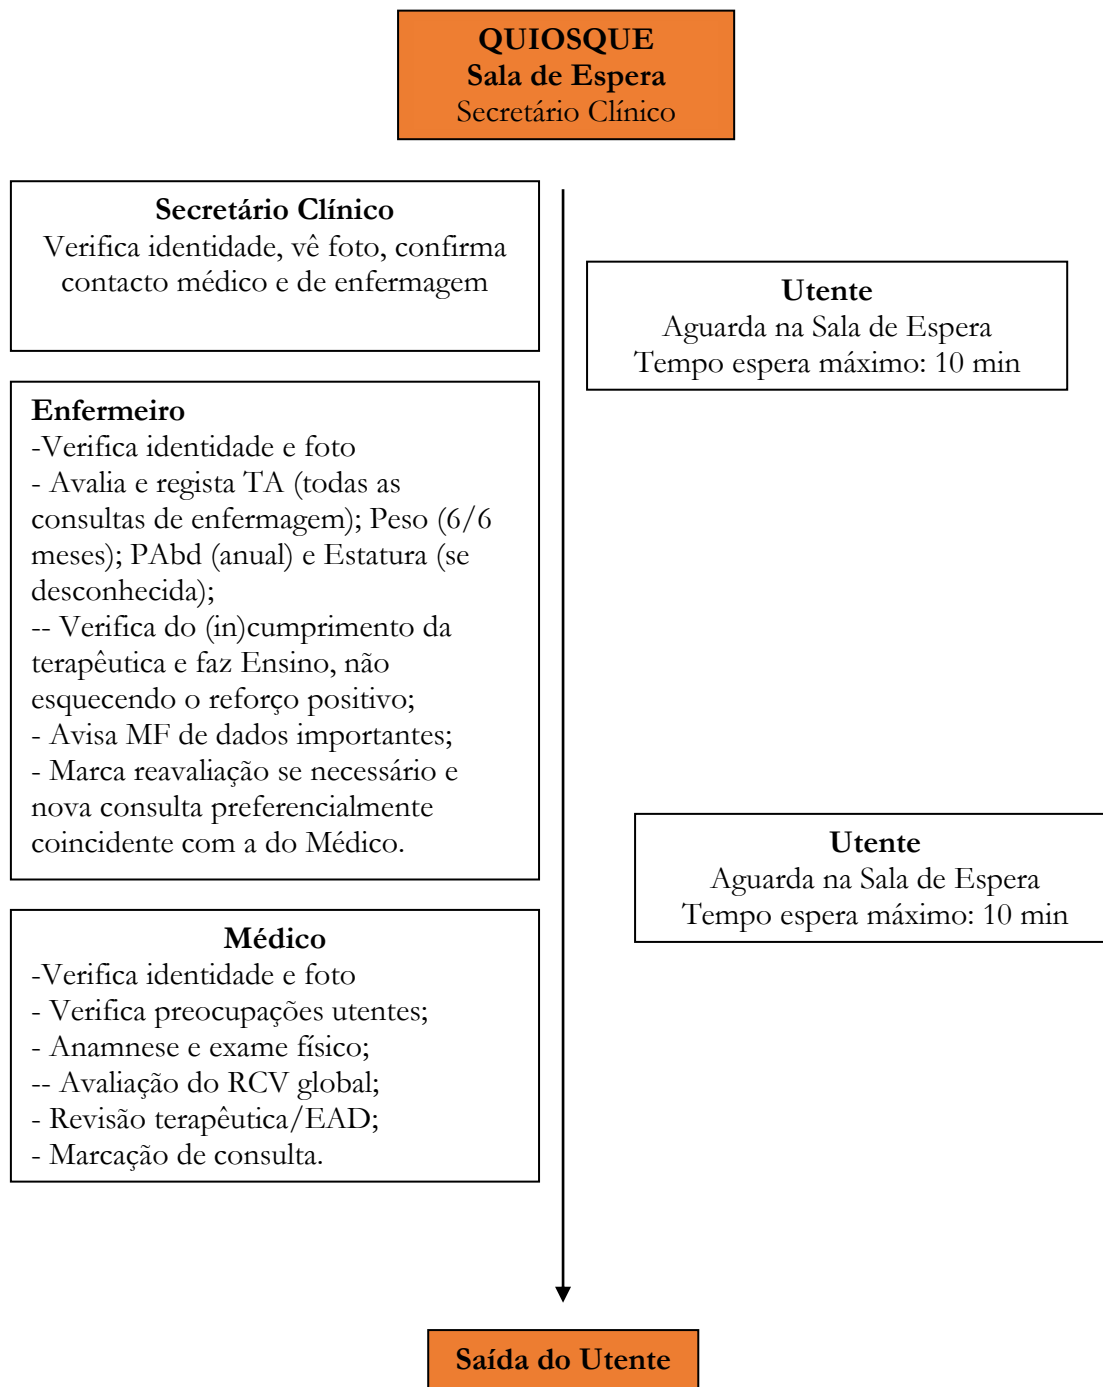 QUIOSQUE
Sala de Espera
Secretário Clínico
Secretário Clínico
Verifica identidade, vê foto, confirma
contacto médico e de enfermagem
Utente
Aguarda na Sala de Espera
Tempo espera máximo: 10 min
Enfermeiro
-Verifica identidade e foto
- Avalia e regista TA (todas as
consultas de enfermagem); Peso (6/6
meses); PAbd (anual) e Estatura (se
desconhecida);
-- Verifica do (in)cumprimento da
terapêutica e faz Ensino, não
esquecendo o reforço positivo;
- Avisa MF de dados importantes;
- Marca reavaliação se necessário e
nova consulta preferencialmente
coincidente com a do Médico.
Utente
Aguarda na Sala de Espera
Tempo espera máximo: 10 min
Médico
-Verifica identidade e foto
- Verifica preocupações utentes;
- Anamnese e exame físico;
-- Avaliação do RCV global;
- Revisão terapêutica/EAD;
- Marcação de consulta.
Saída do Utente